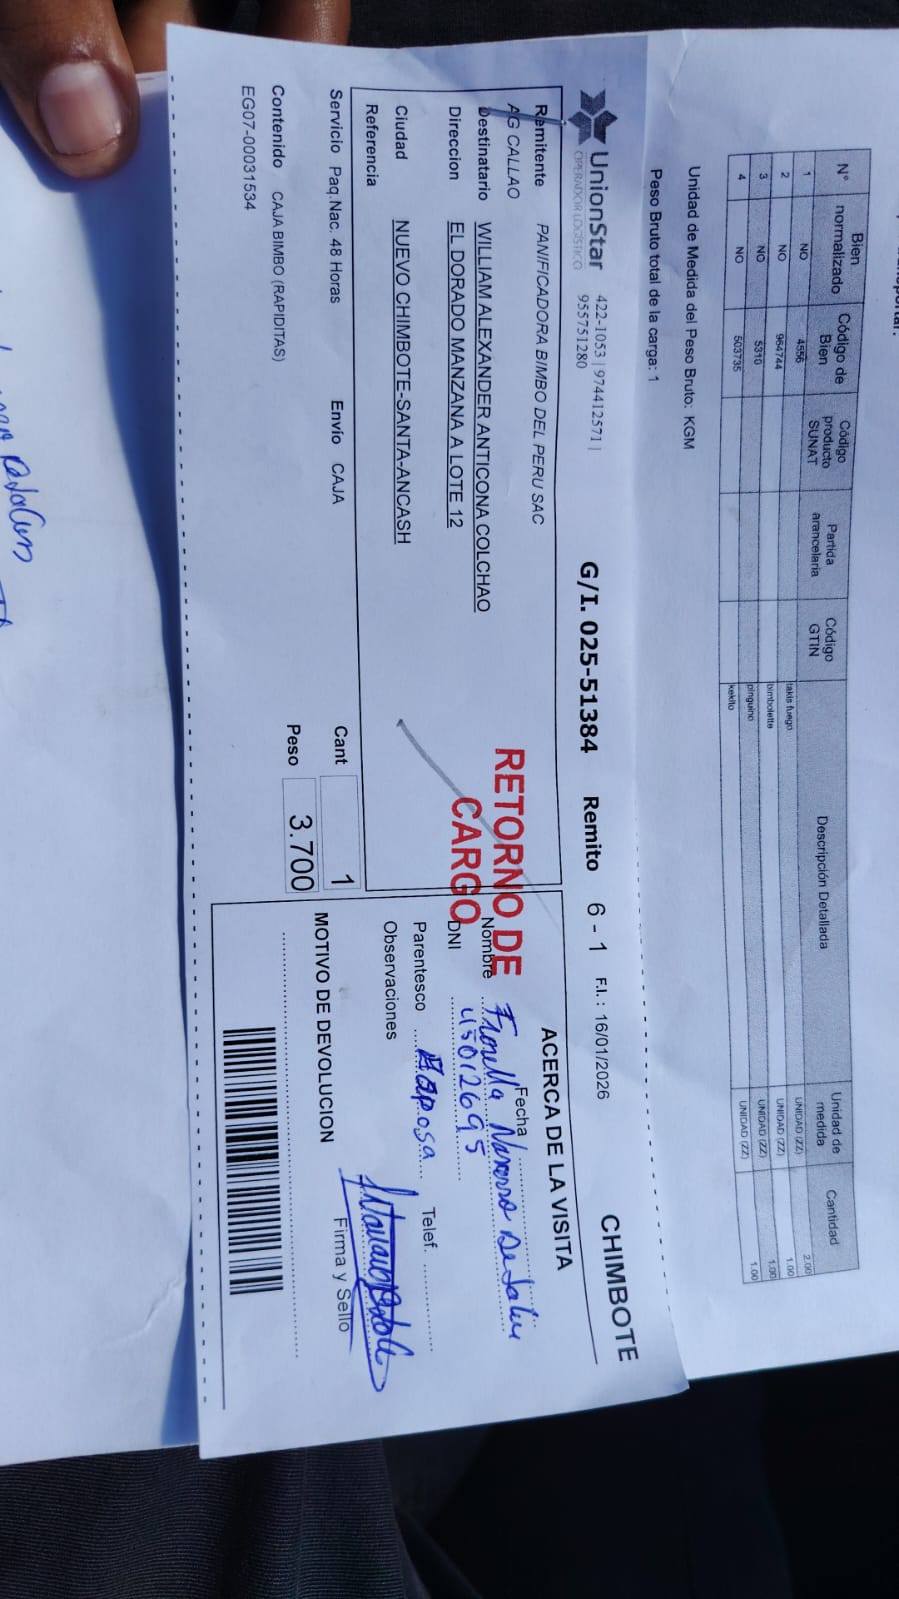 Unidad de Medida del Peso Bruto: KGM
Peso Bruto total de la carga: 1
N° Bien normalizado Código de Bien Código producto SUNAT Partida arancelaria Código GTIN Descripción Detallada Unidad de medida Cantidad
1 NO 4556 takis fuego UNIDAD (ZZ) 2.00
2 NO 964744 bimbolette UNIDAD (ZZ) 1.00
3 NO 5310 pinguino UNIDAD (ZZ) 1.00
4 NO 503735 kekito UNIDAD (ZZ) 1.00
UnionStar
OPERADOR LOGÍSTICO
422-1053 | 974412571 |
955751280
G/I. 025-51384 Remito 6 - 1 F.I.: 16/01/2026 CHIMBOTE
Remitente PANIFICADORA BIMBO DEL PERU SAC
AG CALLAO
Destinatario WILLIAM ALEXANDER ANTICONA COLCHAO
Direccion EL DORADO MANZANA A LOTE 12
Ciudad NUEVO CHIMBOTE-SANTA-ANCASH
Referencia
Servicio Paq.Nac. 48 Horas Envio CAJA Cant 1
Peso 3.700
Contenido CAJA BIMBO (RAPIDITAS)
EG07-00031534
RETORNO DE
CARGO
ACERCA DE LA VISITA
Fecha
Nombre Fiorella Navarro
DNI 45012695
Parentesco Esposa Telef.
Observaciones
Firma y Sello
MOTIVO DE DEVOLUCION